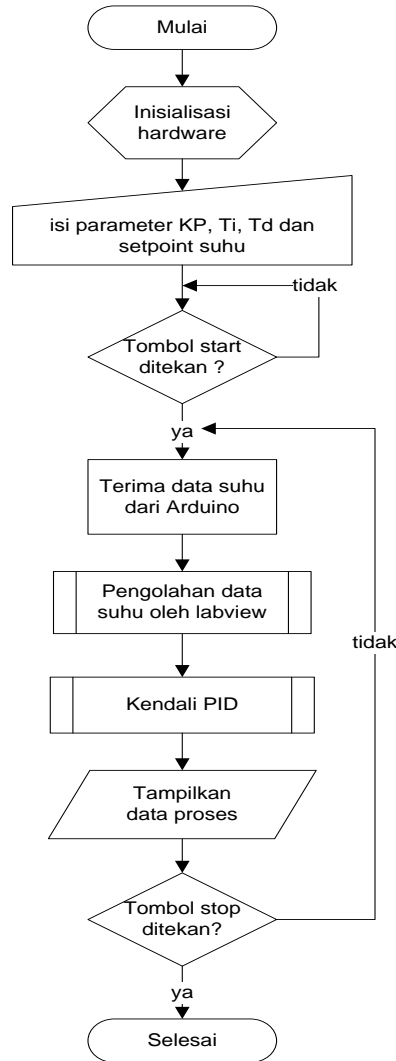 Mulai
Inisialisasi
hardware
isi parameter KP, Ti, Td dan
setpoint suhu
tidak
Tombol start
ditekan ?
ya
Terima data suhu
dari Arduino
Pengolahan data
suhu oleh labview
tidak
Kendali PID
Tampilkan
data proses
Tombol stop
ditekan?
ya
Selesai